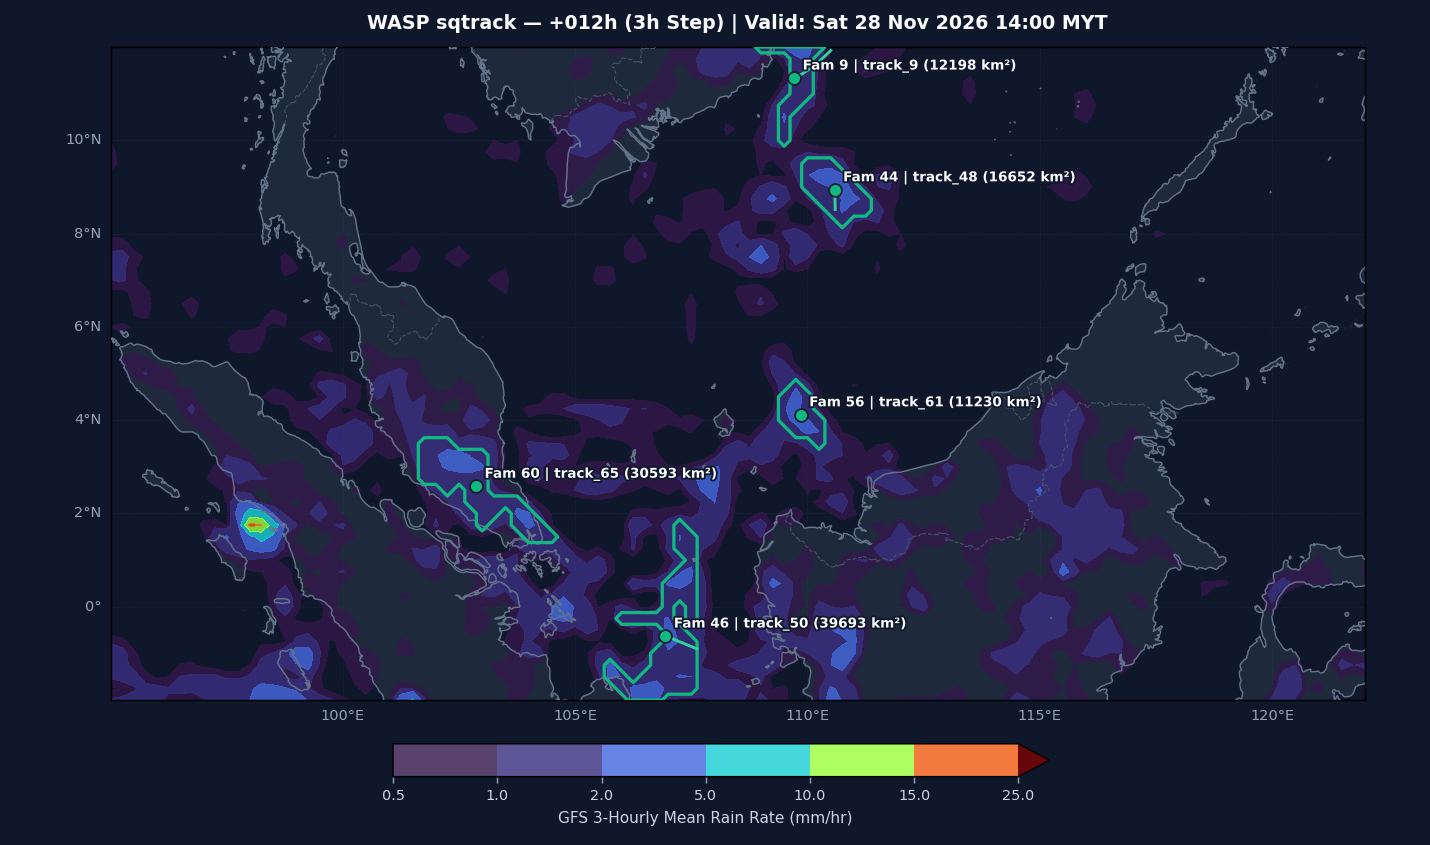 WASP sqtrack — +012h (3h Step) | Valid: Sat 28 Nov 2026 14:00 MYT
Fam 9 | track_9 (12198 km²)
10°N
Fam 44 | track_48 (16652 km²)
8°N
6°N
Fam 56 | track_61 (11230 km²)
4°N
Fam 60 | track_65 (30593 km²)
2°N
0°
Fam 46 | track_50 (39693 km²)
100°E 105°E 110°E 115°E 120°E
0.5 1.0 2.0 5.0 10.0 15.0 25.0
GFS 3-Hourly Mean Rain Rate (mm/hr)